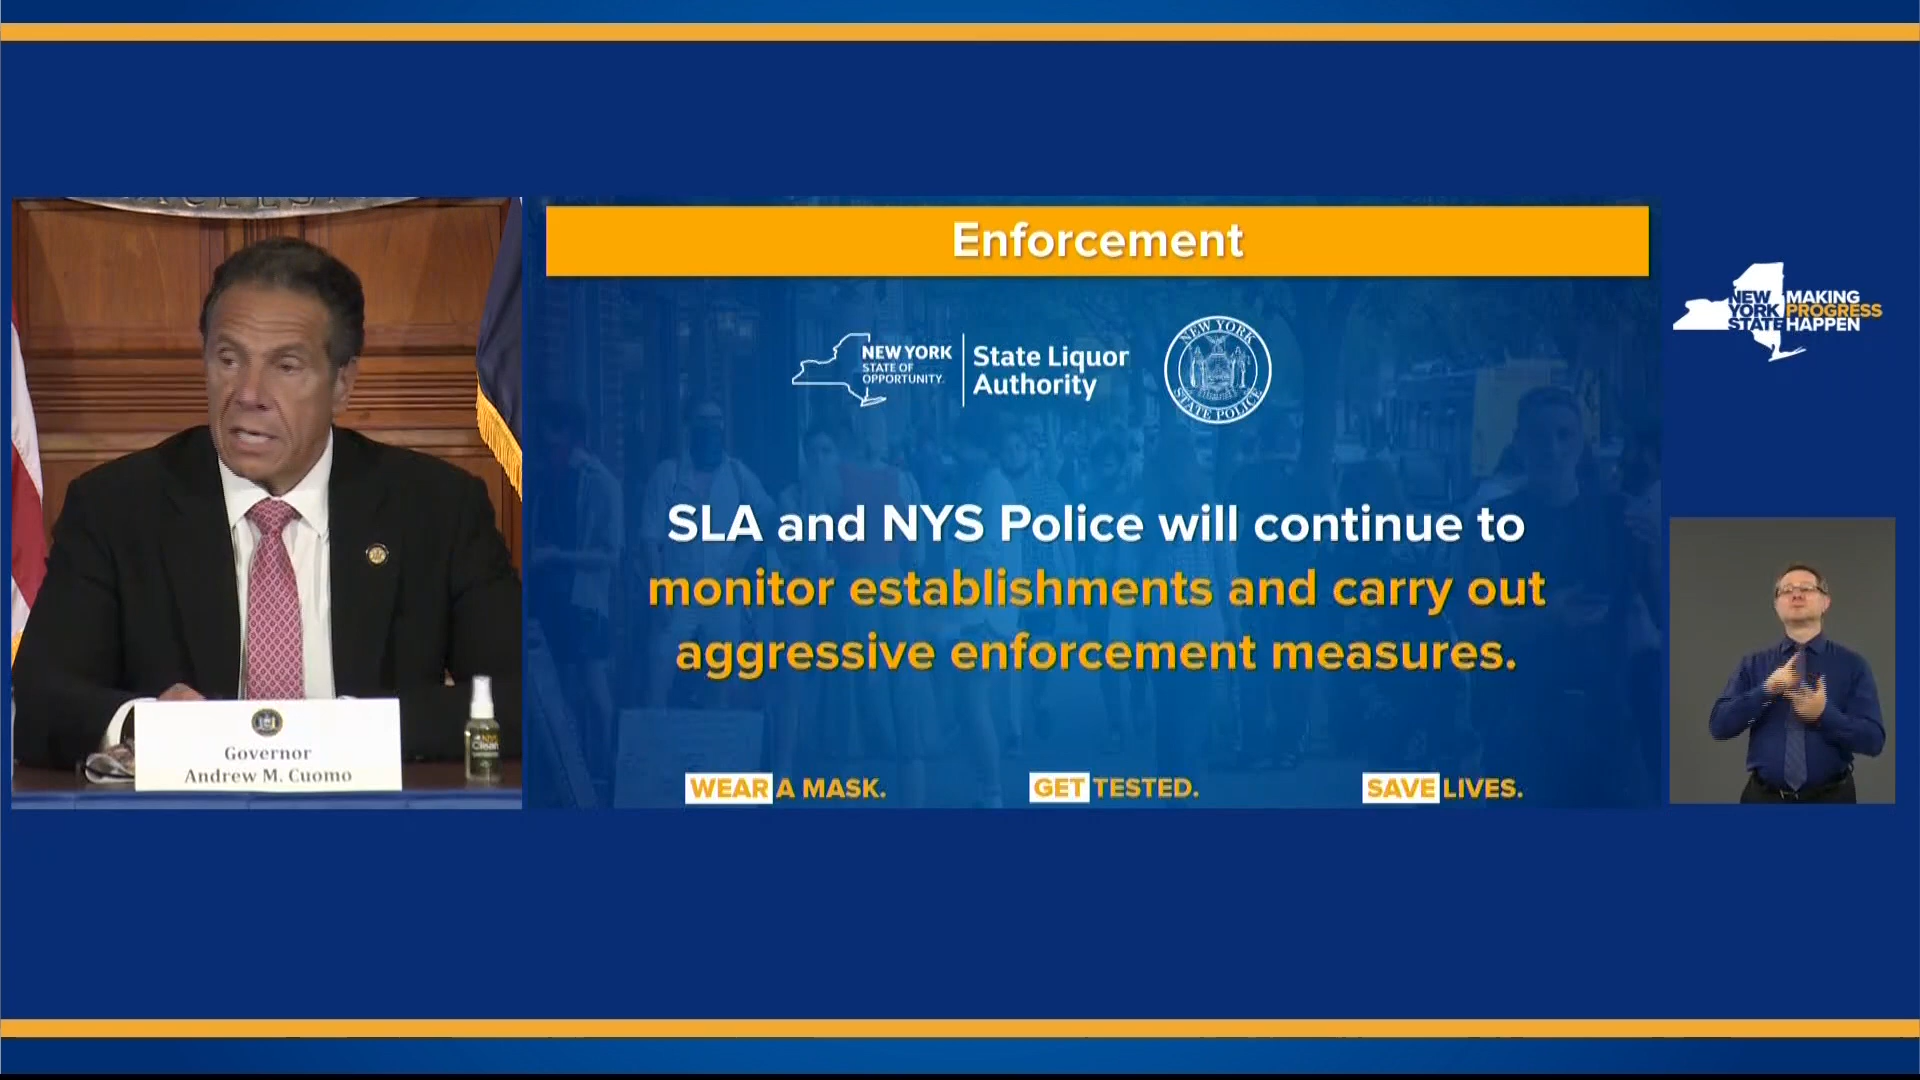 Enforcement
NEW YORK
STATE OF
OPPORTUNITY.
State Liquor
Authority
NEW YORK
STATE POLICE
SLA and NYS Police will continue to
monitor establishments and carry out
aggressive enforcement measures.
WEAR A MASK.
GET TESTED.
SAVE LIVES.
Governor
Andrew M. Cuomo
NYS
Clean
NEW
YORK
STATE
MAKING
PROGRESS
HAPPEN